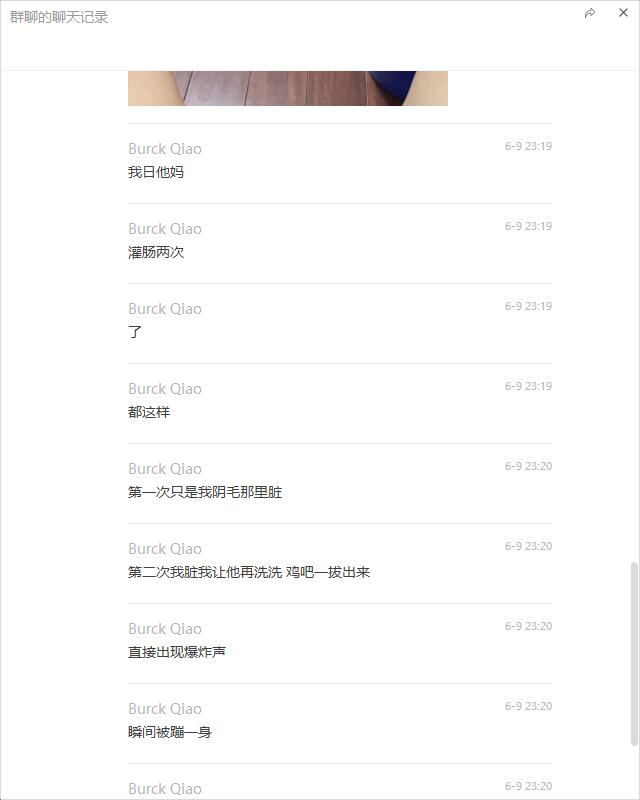 群聊的聊天记录
Burck Qiao 6-9 23:19
我日他妈
Burck Qiao 6-9 23:19
灌肠两次
Burck Qiao 6-9 23:19
了
Burck Qiao 6-9 23:19
都这样
Burck Qiao 6-9 23:20
第一次只是我阴毛那里脏
Burck Qiao 6-9 23:20
第二次我脏我让他再洗洗 鸡吧一拔出来
Burck Qiao 6-9 23:20
直接出现爆炸声
Burck Qiao 6-9 23:20
瞬间被蹦一身
Burck Qiao 6-9 23:20